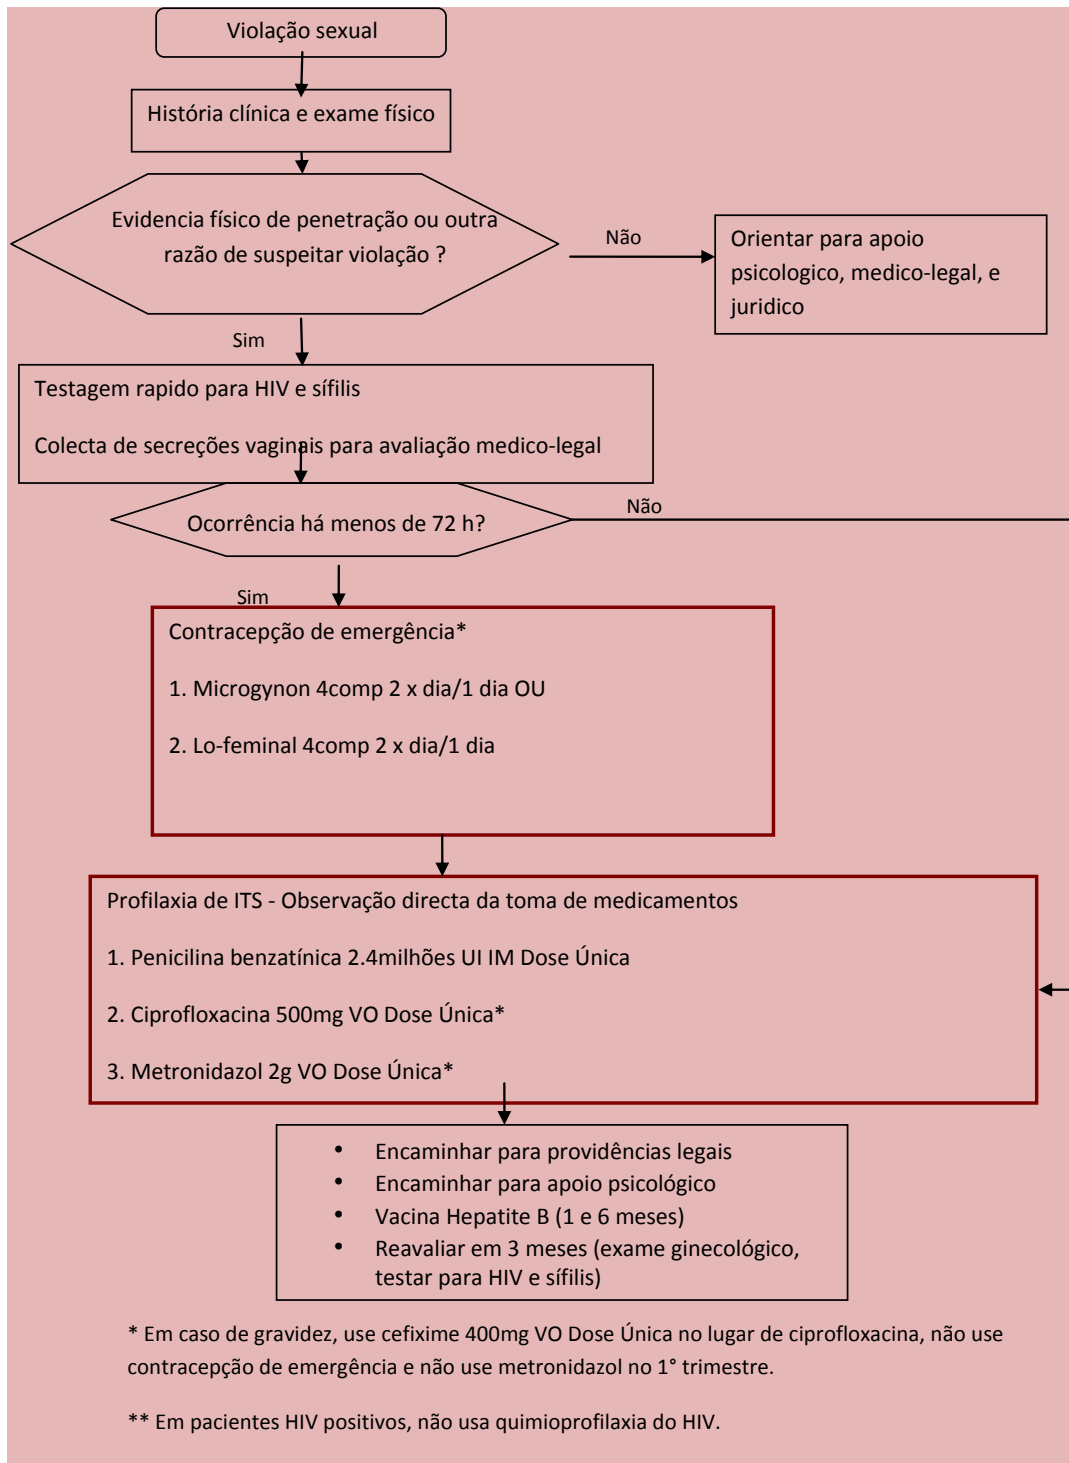 Violação sexual
História clínica e exame físico
Evidencia físico de penetração ou outra
razão de suspeitar violação ?
Não
Orientar para apoio
psicologico, medico-legal, e
juridico
Sim
Testagem rapido para HIV e sífilis
Colecta de secreções vaginais para avaliação medico-legal
Ocorrência há menos de 72 h?
Não
Sim
Contracepção de emergência*
1. Microgynon 4comp 2 x dia/1 dia OU
2. Lo-feminal 4comp 2 x dia/1 dia
Profilaxia de ITS - Observação directa da toma de medicamentos
1. Penicilina benzatínica 2.4milhões UI IM Dose Única
2. Ciprofloxacina 500mg VO Dose Única*
3. Metronidazol 2g VO Dose Única*
• Encaminhar para providências legais
• Encaminhar para apoio psicológico
• Vacina Hepatite B (1 e 6 meses)
• Reavaliar em 3 meses (exame ginecológico,
testar para HIV e sífilis)
* Em caso de gravidez, use cefixime 400mg VO Dose Única no lugar de ciprofloxacina, não use
contracepção de emergência e não use metronidazol no 1° trimestre.
** Em pacientes HIV positivos, não usa quimioprofilaxia do HIV.